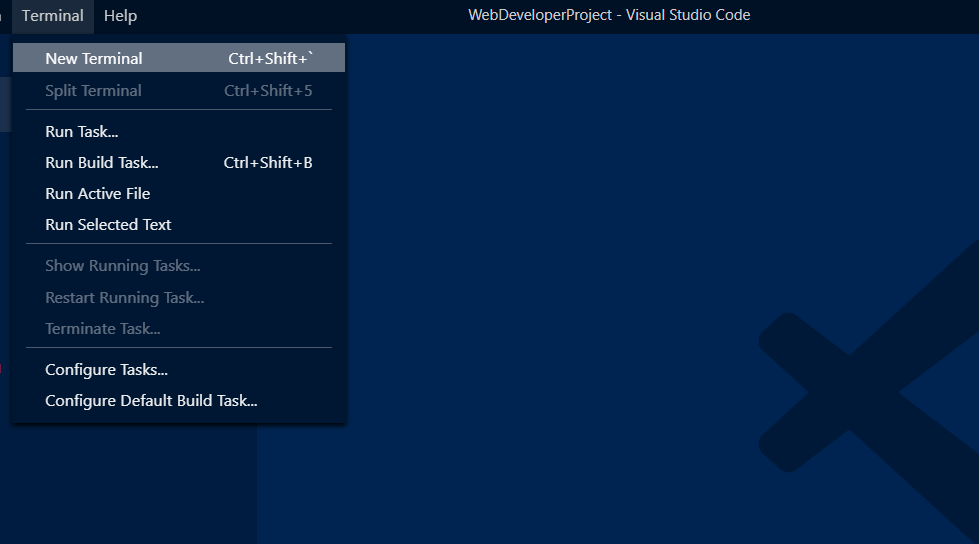 Terminal Help WebDeveloperProject - Visual Studio Code
New Terminal Ctrl+Shift+`
Split Terminal Ctrl+Shift+5
Run Task...
Run Build Task... Ctrl+Shift+B
Run Active File
Run Selected Text
Show Running Tasks...
Restart Running Task...
Terminate Task...
Configure Tasks...
Configure Default Build Task...